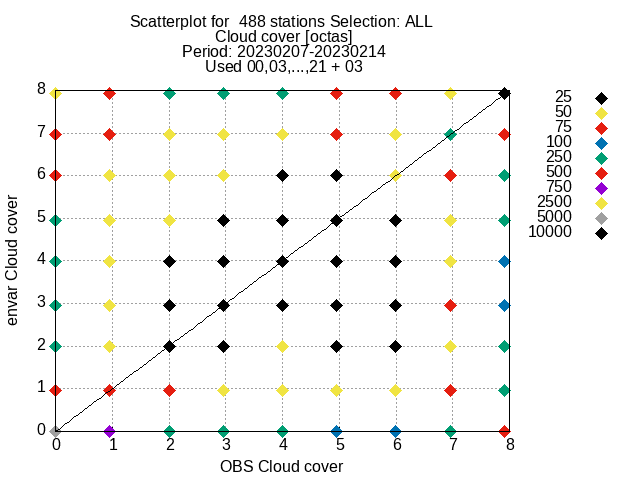 Scatterplot for  488 stations Selection: ALL
Cloud cover [octas]
Period: 20230207-20230214
Used 00,03,...,21 + 03
8
7
6
5
4
3
2
1
0
envar Cloud cover
0 1 2 3 4 5 6 7 8
OBS Cloud cover
25
50
75
100
250
500
750
2500
5000
10000